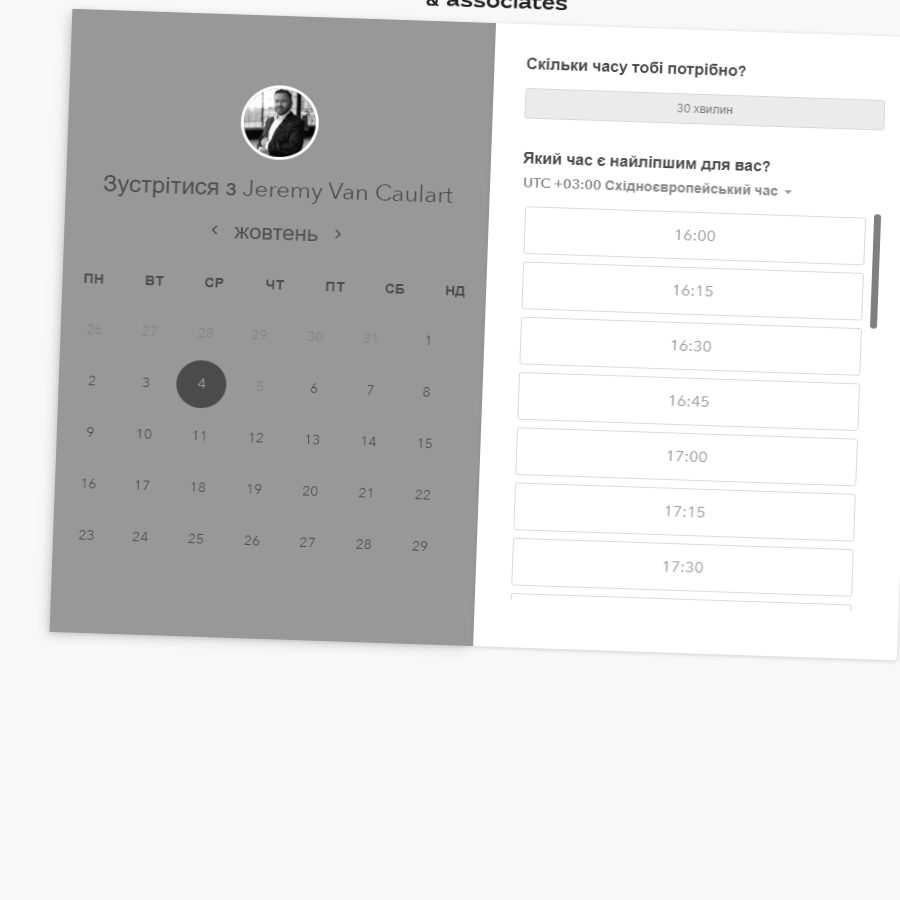 & associates
Зустрітися з Jeremy Van Caulart
жовтень
ПН ВТ СР ЧТ ПТ СБ НД
26 27 28 29 30 31 1
2 3 4 5 6 7 8
9 10 11 12 13 14 15
16 17 18 19 20 21 22
23 24 25 26 27 28 29
Скільки часу тобі потрібно?
30 хвилин
Який час є найліпшим для вас?
UTC +03:00 Східноєвропейський час
16:00
16:15
16:30
16:45
17:00
17:15
17:30